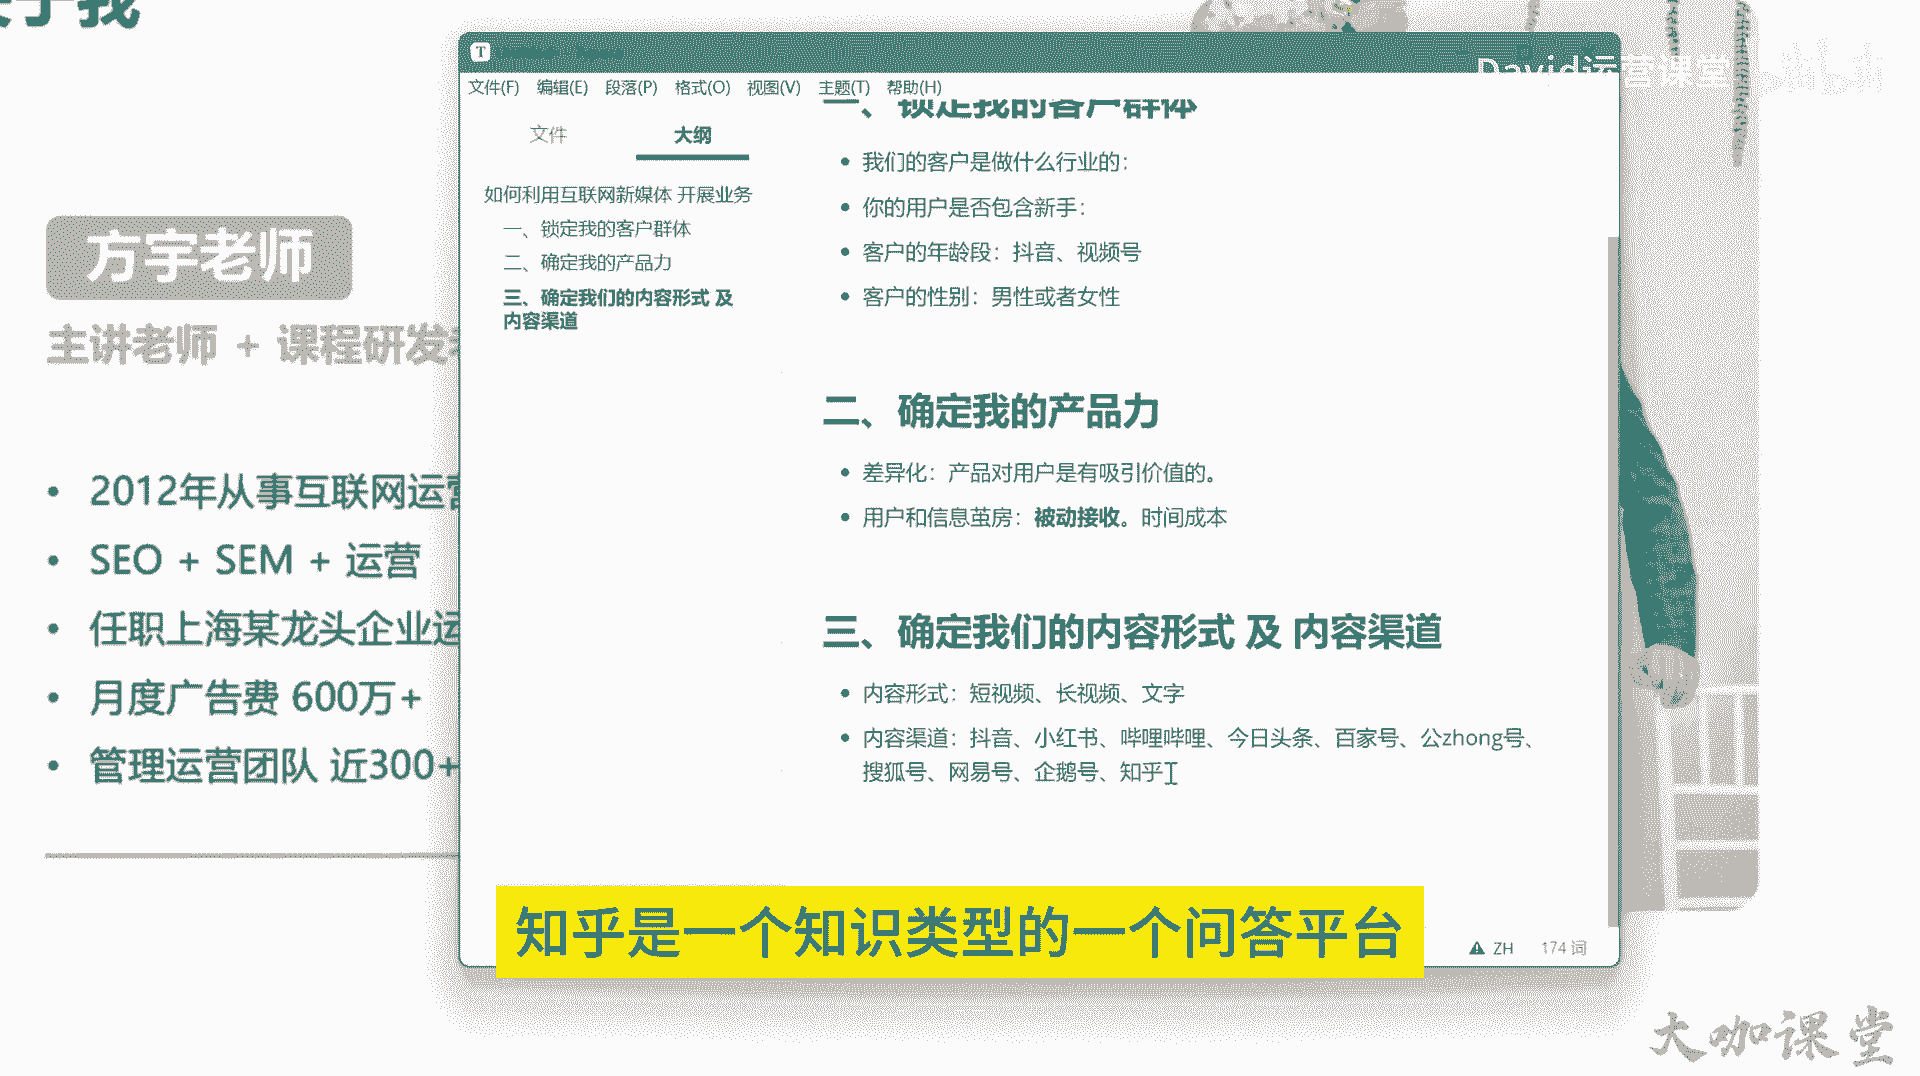 方宇老师
主讲老师 + 课程研发
2012年从事互联网运营
SEO + SEM + 运营
任职上海某龙头企业运
月度广告费 600万+
管理运营团队 近300+
T
文件(F) 编辑(E) 段落(P) 格式(O) 视图(V) 主题(T) 帮助(H)
文件 大纲
如何利用互联网新媒体 开展业务
一、锁定我的客户群体
二、确定我的产品力
三、确定我们的内容形式 及
内容渠道
一、锁定我的客户群体
我们的客户是做什么行业的：
你的用户是否包含新手：
客户的年龄段：抖音、视频号
客户的性别：男性或者女性
二、确定我的产品力
差异化：产品对用户是有吸引价值的。
用户和信息茧房：被动接收。时间成本
三、确定我们的内容形式 及 内容渠道
内容形式：短视频、长视频、文字
内容渠道：抖音、小红书、哔哩哔哩、今日头条、百家号、公zhong号、
搜狐号、网易号、企鹅号、知乎
ZH 174 词
David运营课堂
知乎是一个知识类型的一个问答平台
大咖课堂